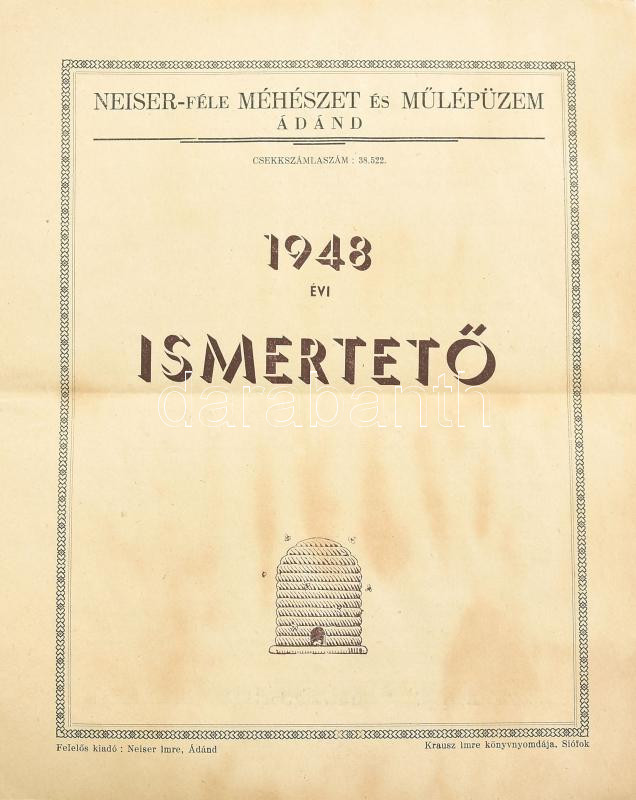 NEISER-FÉLE MÉHÉSZET ÉS MŰLÉPÜZEM
ÁDÁND
CSEKKSZÁMLASZÁM : 38.522.
1948
ÉVI
ISMERTETŐ
darabanth
Felelős kiadó : Neiser Imre, Ádánd
Krausz Imre könyvnyomdája, Siófok